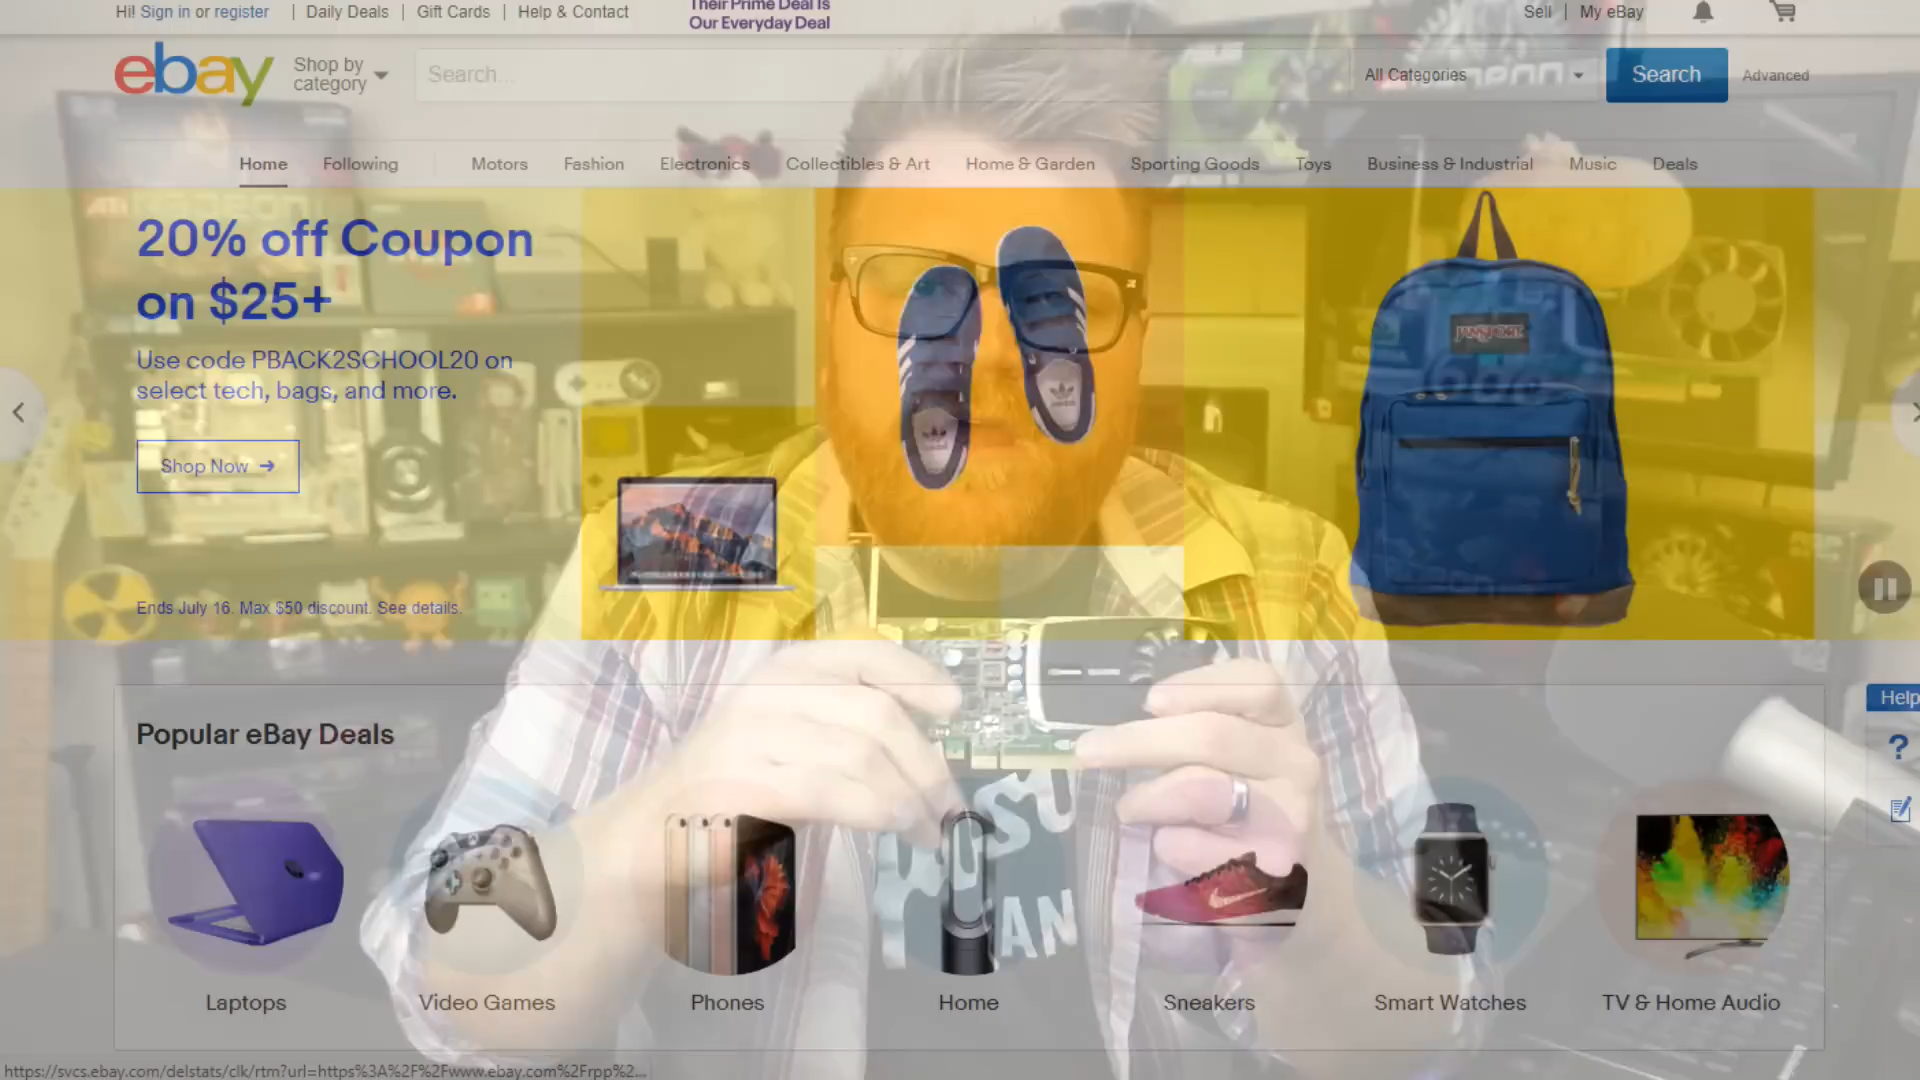 Hi! Sign in or register | Daily Deals | Gift Cards | Help & Contact
Their Prime Deal Is
Our Everyday Deal
Sell | My eBay
ebay
Shop by
category
Search...
All Categories
Search
Advanced
Home Following Motors Fashion Electronics Collectibles & Art Home & Garden Sporting Goods Toys Business & Industrial Music Deals
20% off Coupon
on $25+
Use code PBACK2SCHOOL20 on
select tech, bags, and more.
Shop Now →
Ends July 16. Max $50 discount. See details.
JANSPORT
Help
?
Popular eBay Deals
Laptops
Video Games
Phones
Home
Sneakers
Smart Watches
TV & Home Audio
https://svcs.ebay.com/delstats/clk/rtm?url=https%3A%2F%2Fwww.ebay.com%2Frpp%2...